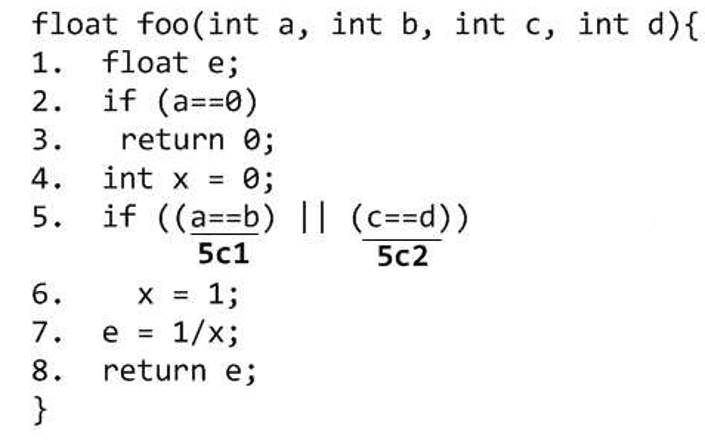 float foo(int a, int b, int c, int d){
1. float e;
2. if (a==0)
3. return 0;
4. int x = 0;
5. if ((a==b) || (c==d))
5c1 5c2
6. x = 1;
7. e = 1/x;
8. return e;
}